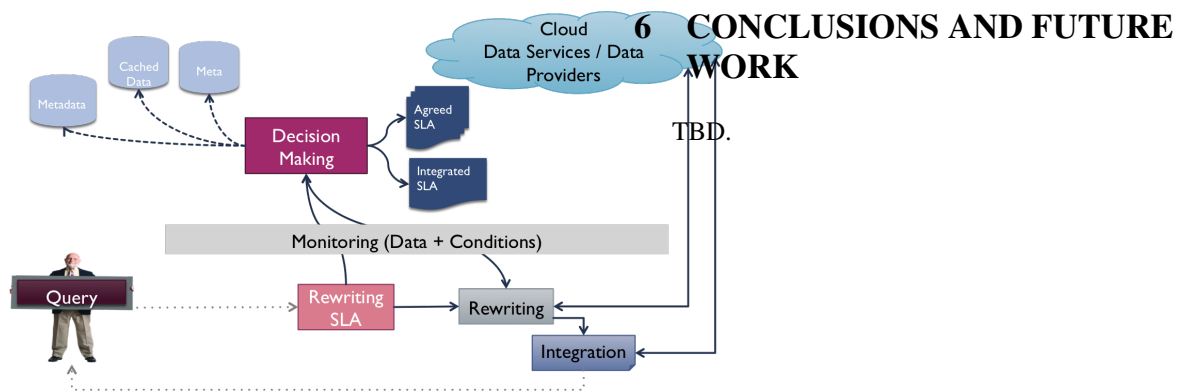 Cloud
Data Services / Data
Providers
6 CONCLUSIONS AND FUTURE
WORK
TBD.
Cached
Data
Meta
Metadata
Decision
Making
Agreed
SLA
Integrated
SLA
Monitoring (Data + Conditions)
Query
Rewriting
SLA
Rewriting
Integration